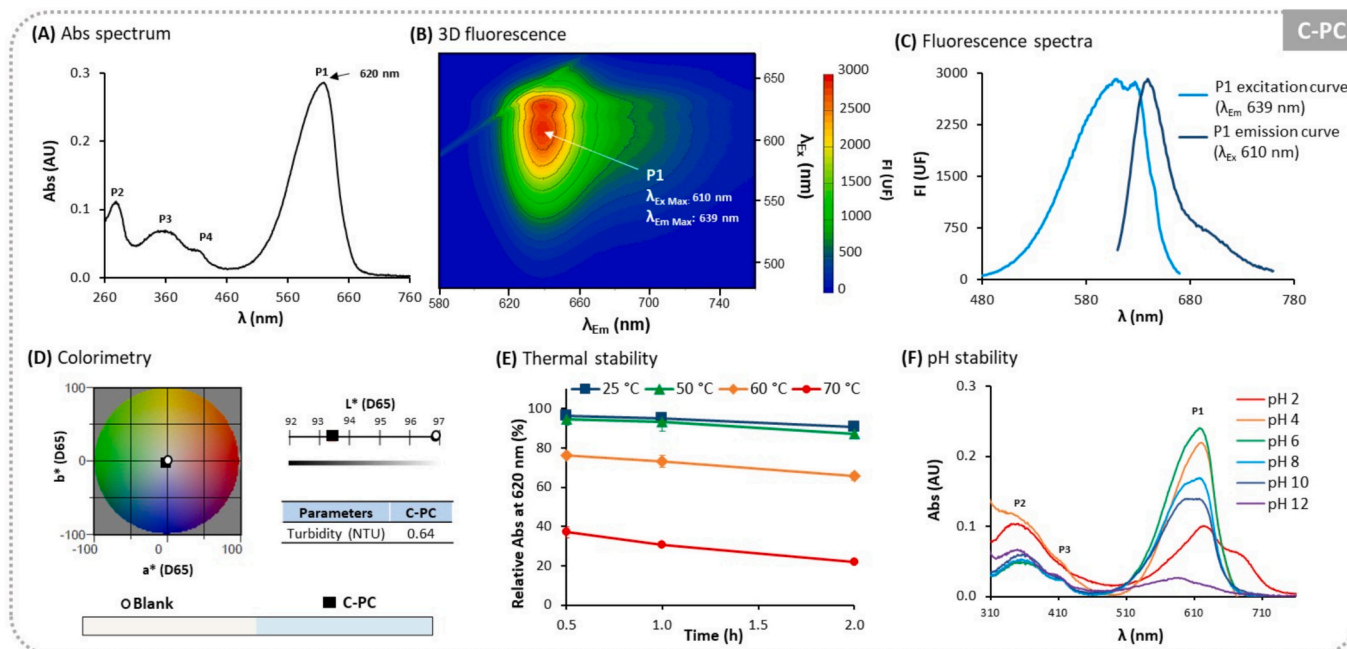 C-PC
(A) Abs spectrum
0.3
0.2
0.1
0.0
Abs (AU)
P1
620 nm
P2
P3
P4
260 360 460 560 660 760
λ (nm)
(B) 3D fluorescence
P1
λEx Max: 610 nm
λEm Max: 639 nm
580 620 660 700 740
λEm (nm)
650
600
550
500
λEx (nm)
3000
2500
2000
1500
1000
500
0
FI (UF)
(C) Fluorescence spectra
3000
2250
1500
750
0
FI (UF)
P1 excitation curve
(λEm 639 nm)
P1 emission curve
(λEx 610 nm)
480 580 680 780
λ (nm)
(D) Colorimetry
100
0
-100
b* (D65)
-100 0 100
a* (D65)
L* (D65)
92 93 94 95 96 97
Parameters C-PC
Turbidity (NTU) 0.64
Blank C-PC
(E) Thermal stability
25 °C 50 °C 60 °C 70 °C
100
80
60
40
20
0
Relative Abs at 620 nm (%)
0.5 1.0 2.0
Time (h)
(F) pH stability
0.3
0.2
0.1
0.0
Abs (AU)
P1
P2
P3
pH 2
pH 4
pH 6
pH 8
pH 10
pH 12
310 410 510 610 710
λ (nm)